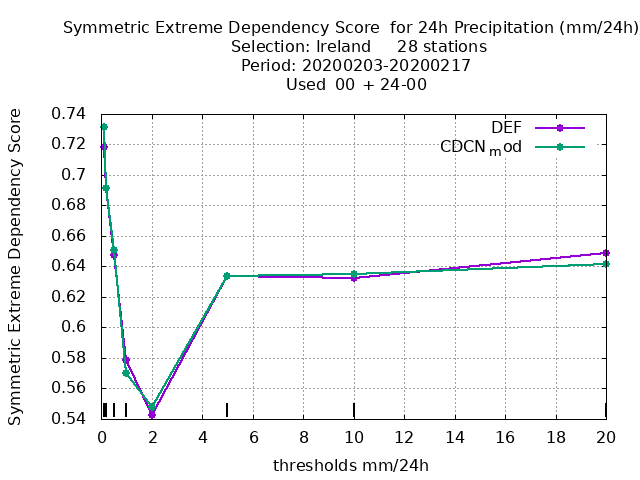 Symmetric Extreme Dependency Score  for 24h Precipitation (mm/24h)
Selection: Ireland     28 stations
Period: 20200203-20200217
Used  00  + 24-00
Symmetric Extreme Dependency Score
0.74
0.72
0.7
0.68
0.66
0.64
0.62
0.6
0.58
0.56
0.54
DEF
CDCNmod
0 2 4 6 8 10 12 14 16 18 20
thresholds mm/24h